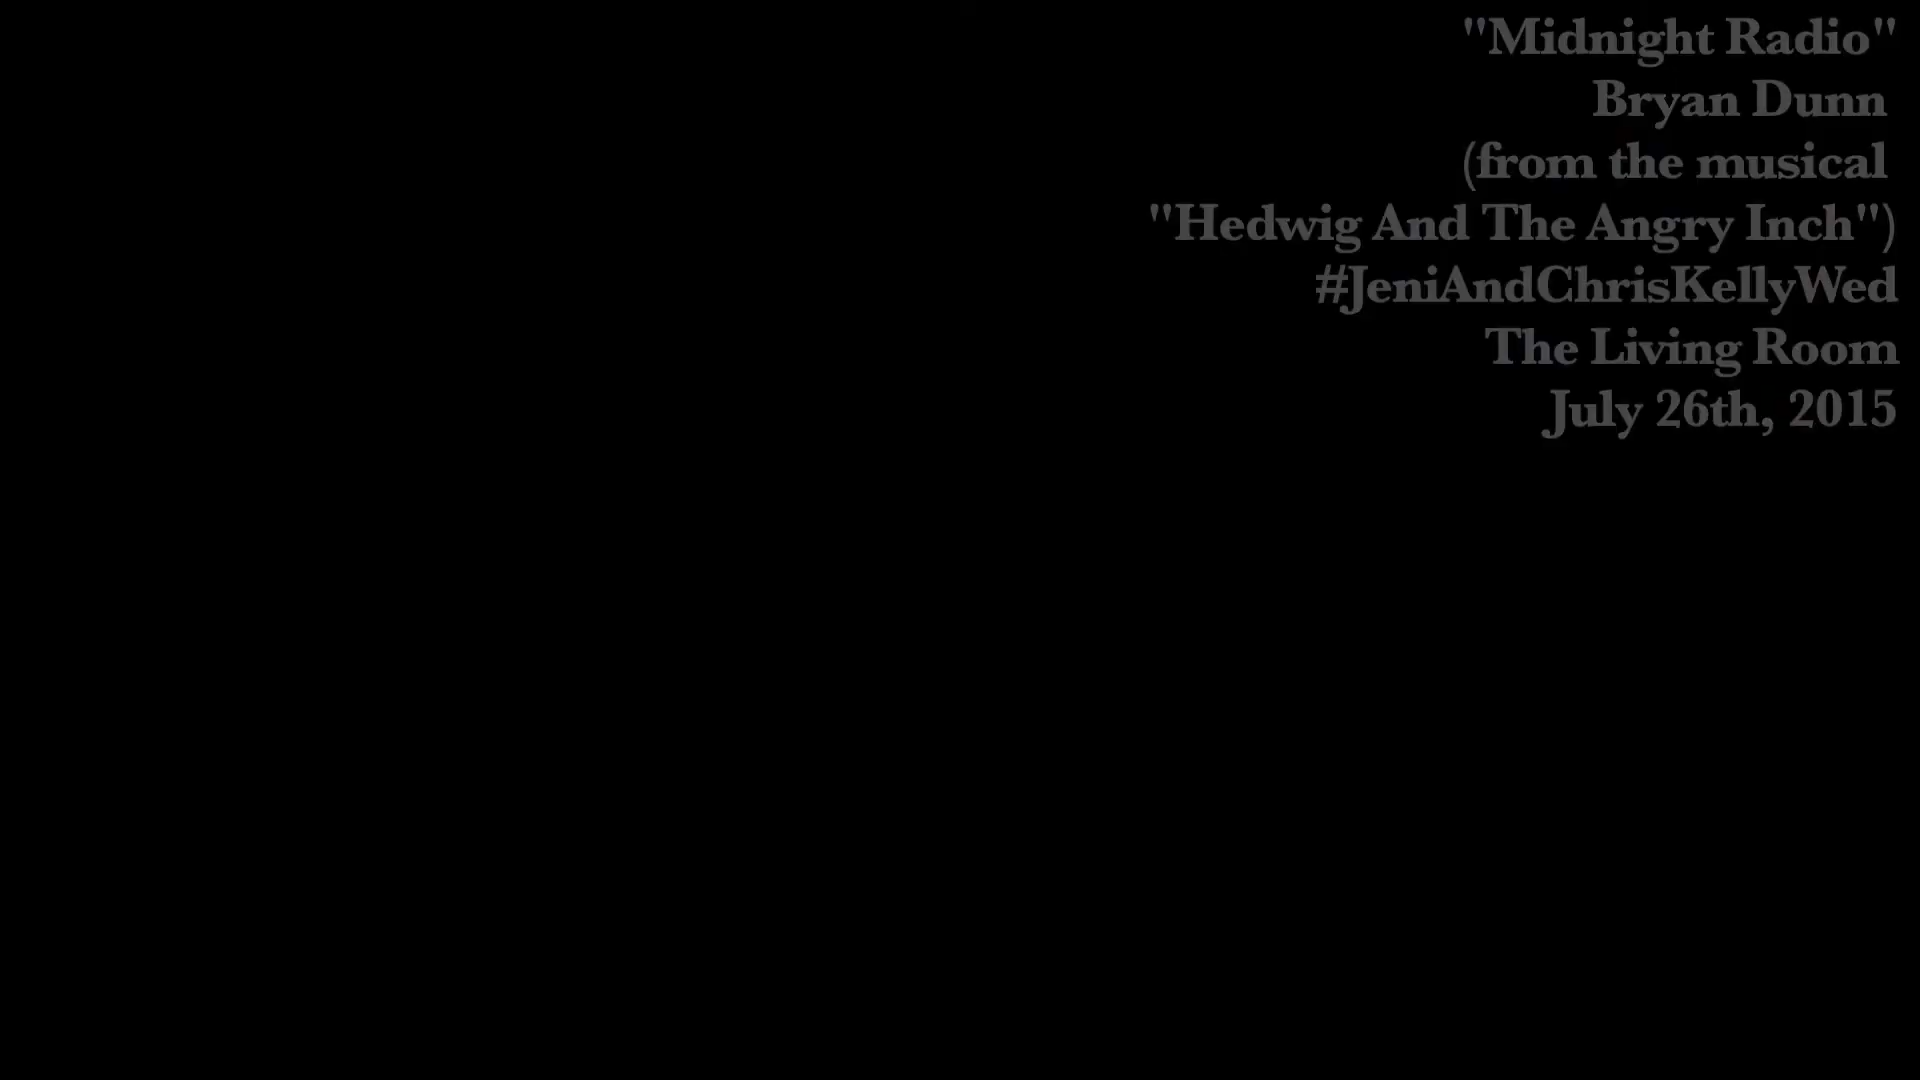 "Midnight Radio"
Bryan Dunn
(from the musical
"Hedwig And The Angry Inch")
#JeniAndChrisKellyWed
The Living Room
July 26th, 2015